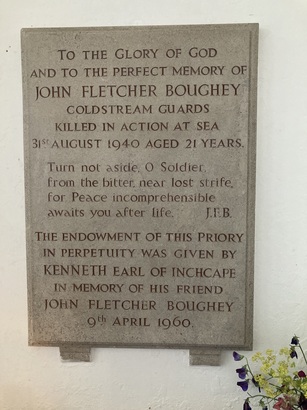 TO THE GLORY OF GOD
AND TO THE PERFECT MEMORY OF
JOHN FLETCHER BOUGHEY
COLDSTREAM GUARDS
KILLED IN ACTION AT SEA
31ST AUGUST 1940 AGED 21 YEARS.
Turn not aside, O Soldier,
from the bitter, near lost strife,
for Peace incomprehensible
awaits you after life. J.F.B.
THE ENDOWMENT OF THIS PRIORY
IN PERPETUITY WAS GIVEN BY
KENNETH EARL OF INCHCAPE
IN MEMORY OF HIS FRIEND
JOHN FLETCHER BOUGHEY
9th APRIL 1960.